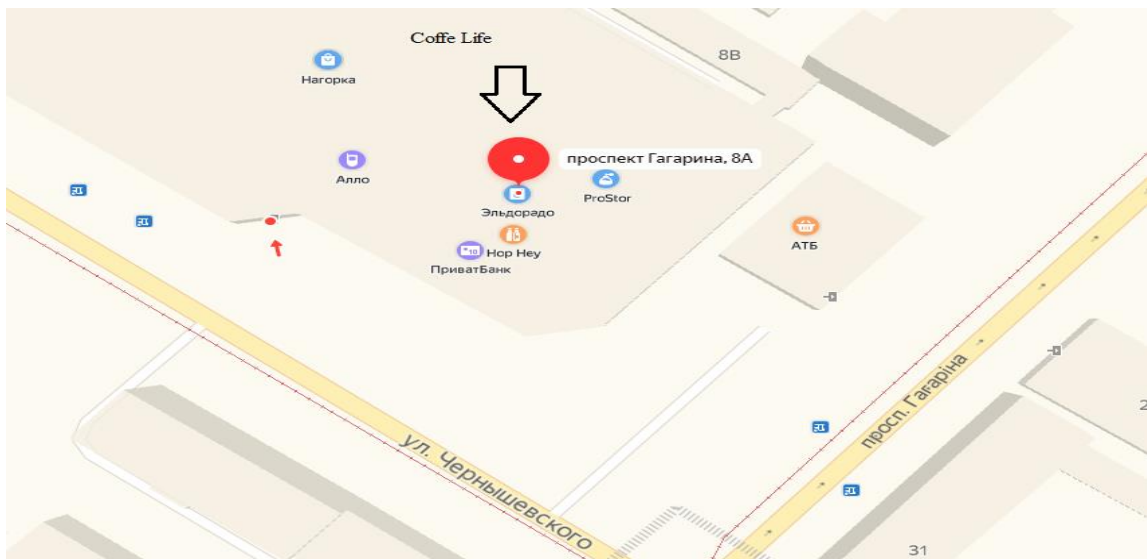 Coffe Life
8В
Нагорка
проспект Гагарина, 8А
Алло
Эльдорадо
ProStor
Hop Hey
ПриватБанк
АТБ
просп. Гагаріна
ул. Чернышевского
2
31